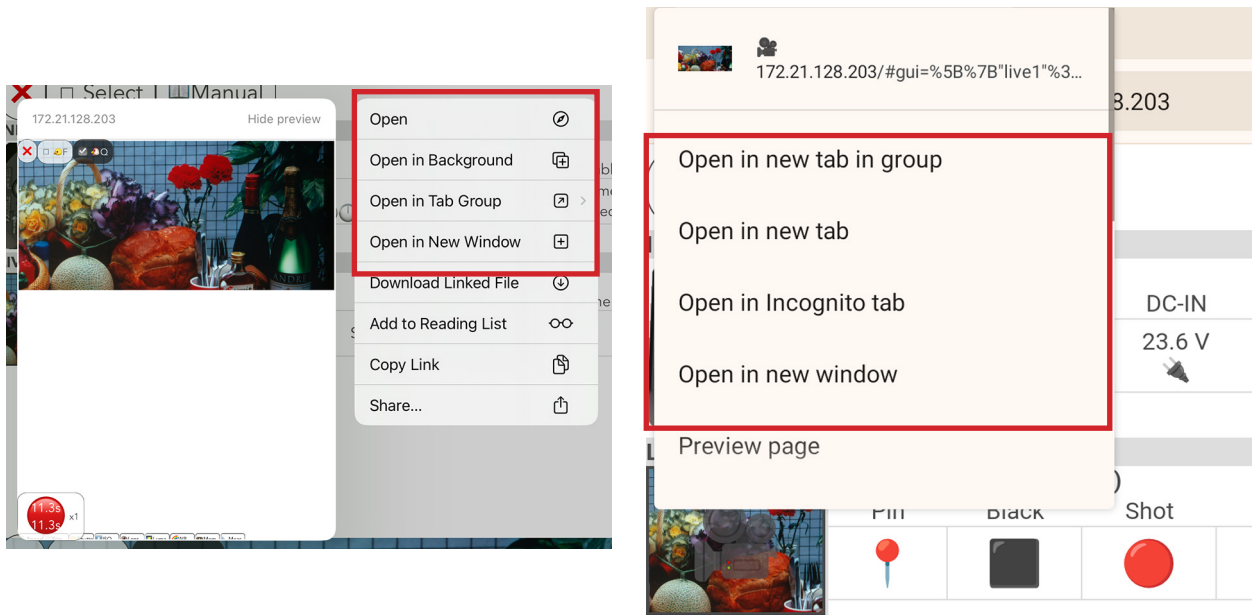 Select
Manual
172.21.128.203
Hide preview
F
Q
Open
Open in Background
Open in Tab Group
Open in New Window
Download Linked File
Add to Reading List
Copy Link
Share...
11.3s
11.3s
x1
172.21.128.203/#gui=%5B%7B"live1"%3...
3.203
Open in new tab in group
Open in new tab
Open in Incognito tab
Open in new window
Preview page
DC-IN
23.6 V
Pin
Black
Shot